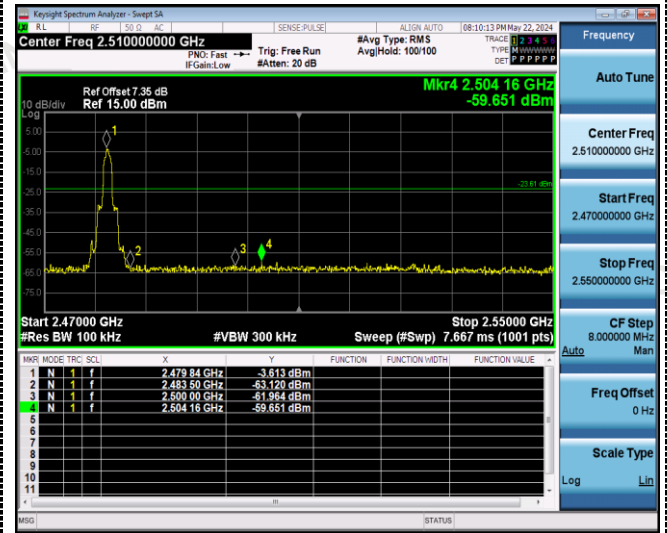 Keysight Spectrum Analyzer - Swept SA
RL RF 50 Ω AC SENSE:PULSE ALIGN AUTO 08:10:13 PM May 22, 2024
Center Freq 2.510000000 GHz
PNO: Fast
IFGain:Low
Trig: Free Run
#Atten: 20 dB
#Avg Type: RMS
Avg|Hold: 100/100
TRACE 1 2 3 4 5 6
TYPE M WWWWW
DET P P P P P P
Frequency
Auto Tune
Center Freq
2.510000000 GHz
Start Freq
2.470000000 GHz
Stop Freq
2.550000000 GHz
CF Step
8.000000 MHz
Auto Man
Freq Offset
0 Hz
Scale Type
Log Lin
Mkr4 2.504 16 GHz
-59.651 dBm
Ref Offset 7.35 dB
10 dB/div Ref 15.00 dBm
Log
1
5.00
-5.00
-15.0
-23.61 dBm
-25.0
-35.0
-45.0
2 3 4
-55.0
-65.0
-75.0
Start 2.47000 GHz Stop 2.55000 GHz
#Res BW 100 kHz #VBW 300 kHz Sweep (#Swp) 7.667 ms (1001 pts)
MKR MODE TRC SCL X Y FUNCTION FUNCTION WIDTH FUNCTION VALUE
1 N 1 f 2.479 84 GHz -3.613 dBm
2 N 1 f 2.483 50 GHz -63.120 dBm
3 N 1 f 2.500 00 GHz -61.964 dBm
4 N 1 f 2.504 16 GHz -59.651 dBm
5
6
7
8
9
10
11
MSG STATUS